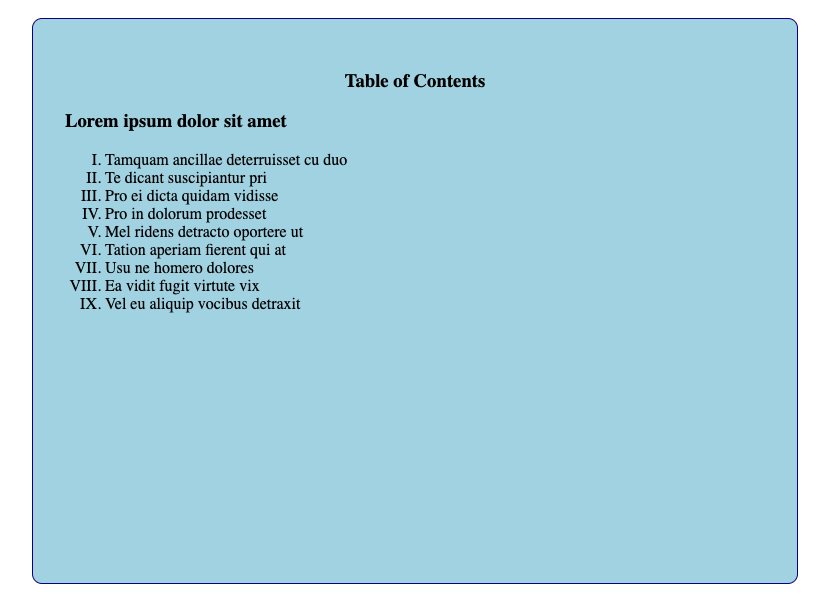 Table of Contents
Lorem ipsum dolor sit amet
I. Tamquam ancillae deterruisset cu duo
II. Te dicant suscipiantur pri
III. Pro ei dicta quidam vidisse
IV. Pro in dolorum prodesset
V. Mel ridens detracto oportere ut
VI. Tation aperiam fierent qui at
VII. Usu ne homero dolores
VIII. Ea vidit fugit virtute vix
IX. Vel eu aliquip vocibus detraxit